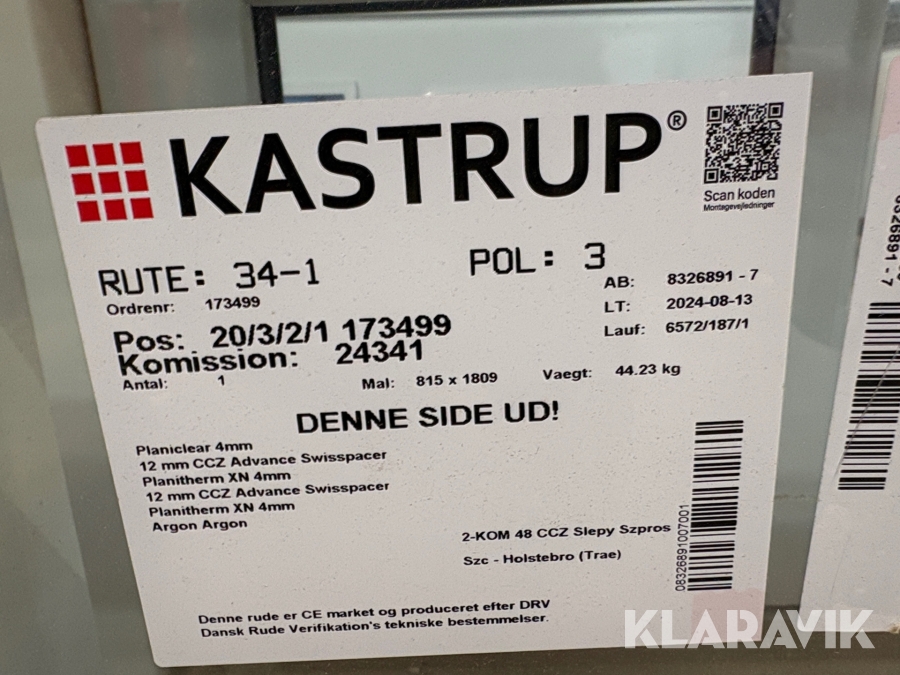 KASTRUP®
Scan koden
Montagevejledninger
RUTE: 34-1
POL: 3
Ordrenr: 173499
AB: 8326891 - 7
LT: 2024-08-13
Lauf: 6572/187/1
Pos: 20/3/2/1 173499
Komission: 24341
Antal: 1
Mal: 815 x 1809
Vaegt: 44.23 kg
DENNE SIDE UD!
Planiclear 4mm
12 mm CCZ Advance Swisspacer
Planitherm XN 4mm
12 mm CCZ Advance Swisspacer
Planitherm XN 4mm
Argon Argon
2-KOM 48 CCZ Slepy Szpros
Szc - Holstebro (Trae)
08326891007001
Denne rude er CE market og produceret efter DRV
Dansk Rude Verifikation's tekniske bestemmelser.
KLARAVIK